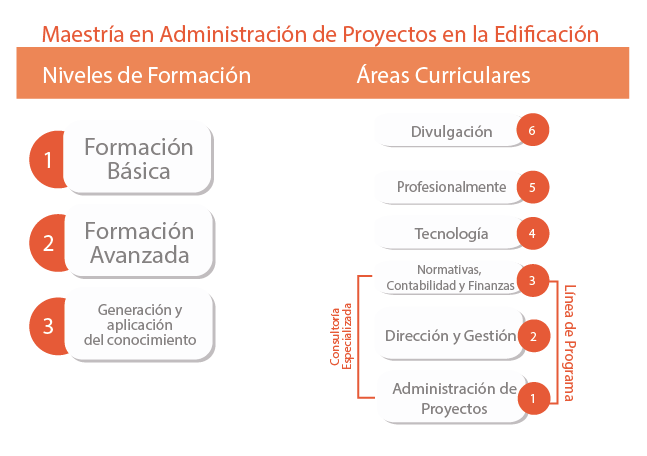 Maestría en Administración de Proyectos en la Edificación
Niveles de Formación
Áreas Curriculares
1
Formación
Básica
2
Formación
Avanzada
3
Generación y
aplicación
del conocimiento
Divulgación
6
Profesionalmente
5
Tecnología
4
Normativas,
Contabilidad y Finanzas
3
Dirección y Gestión
2
Administración de
Proyectos
1
Consultoría
Especializada
Línea de Programa